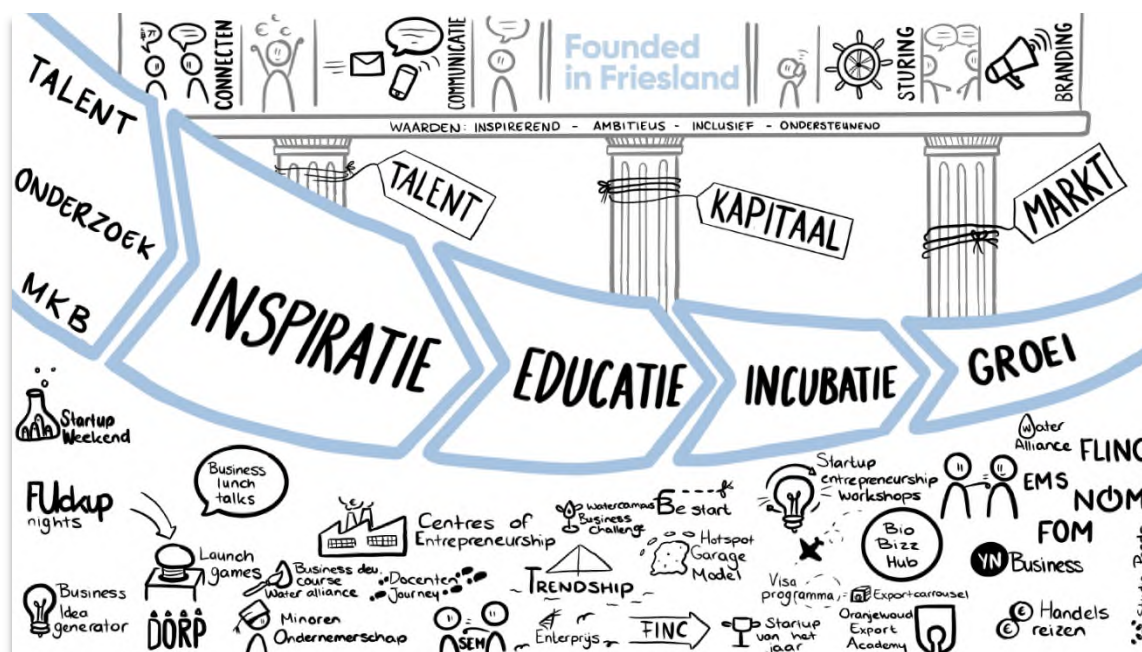 CONNECTEN
COMMUNICATIE
Founded
in Friesland
STURING
BRANDING
WAARDEN: INSPIREREND - AMBITIEUS - INCLUSIEF - ONDERSTEUNEND
TALENT
KAPITAAL
MARKT
TALENT
ONDERZOEK
MKB
INSPIRATIE
EDUCATIE
INCUBATIE
GROEI
Startup
Weekend
FUckup
nights
Business
Idea
generator
Business
lunch
talks
Launch
games
DORP
Business dev.
course
Water alliance
Minoren
Ondernemerschap
Centres of
Entrepreneurship
Docenten
Journey
SEM
Watercampus
Business
Challenge
Be start
TRENDSHIP
Hotspot
Garage
Model
Enterprijs
FINC
Startup
entrepreneurship
workshops
Visa
programma
Startup
van het
jaar
Bio
Bizz
Hub
Exportcarrousel
Oranjewoud
Export
Academy
Water
Alliance
FLINC
EMS
NOM
FOM
YN Business
Handels
reizen